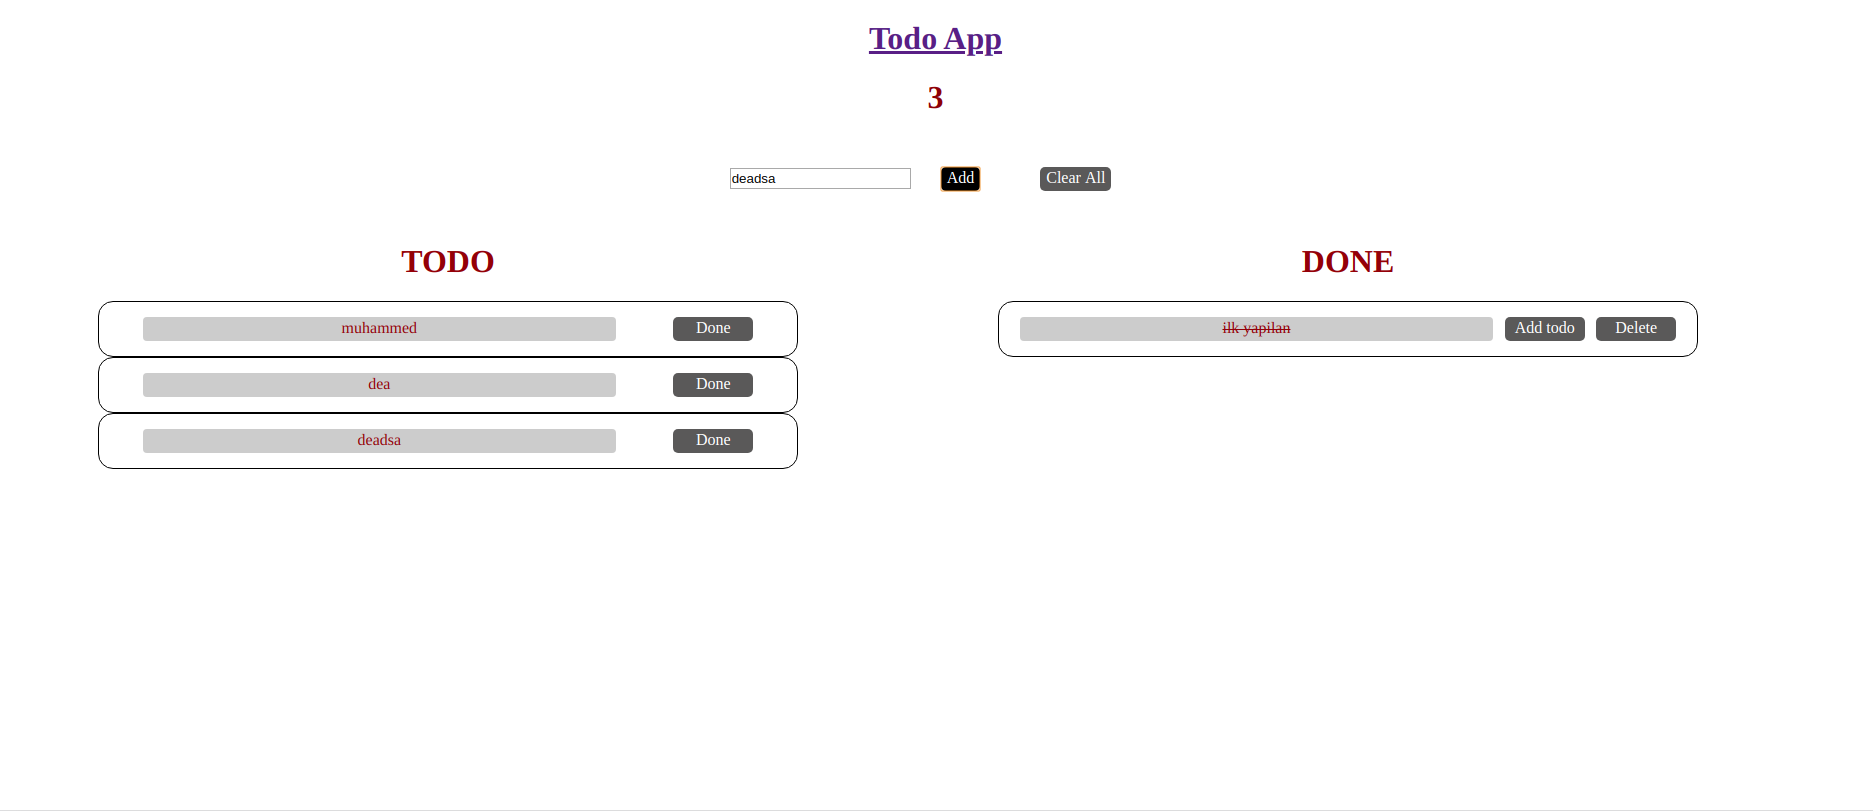 Todo App
3
deadsa Add Clear All
TODO
muhammed Done
dea Done
deadsa Done
DONE
ilk yapilan Add todo Delete